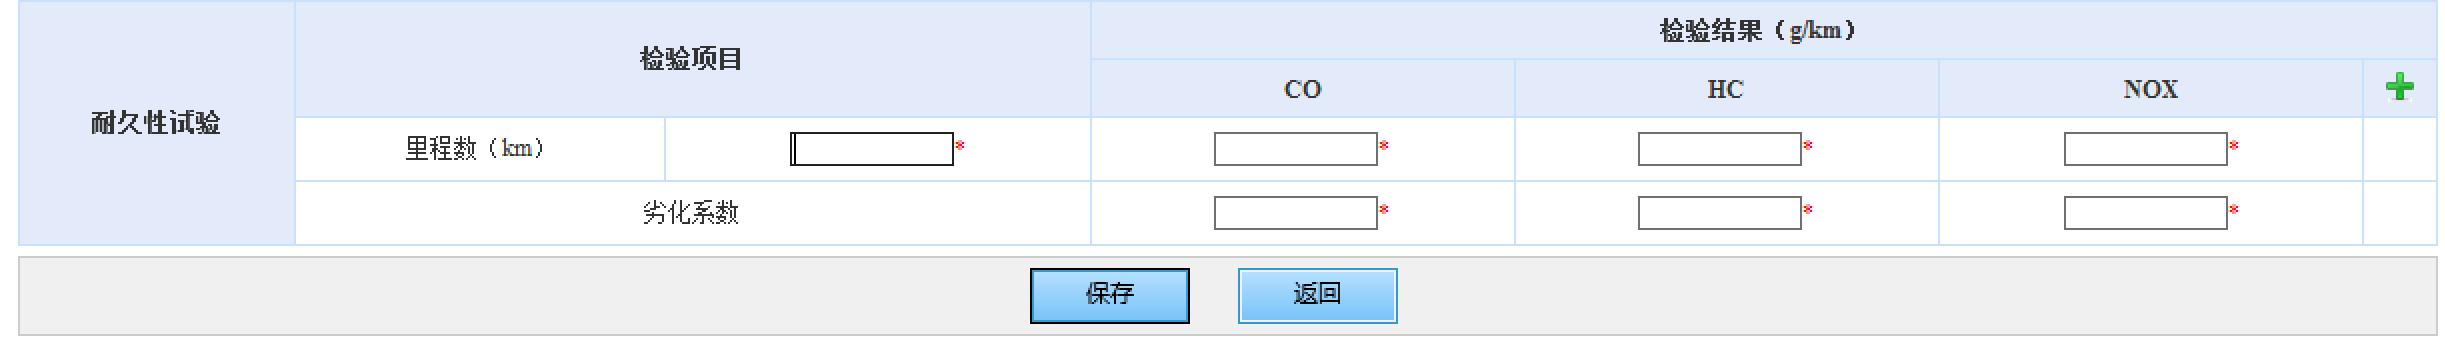 耐久性试验
检验项目
检验结果（g/km）
CO
HC
NOX
里程数（km）
*
*
*
*
劣化系数
*
*
*
保存
返回